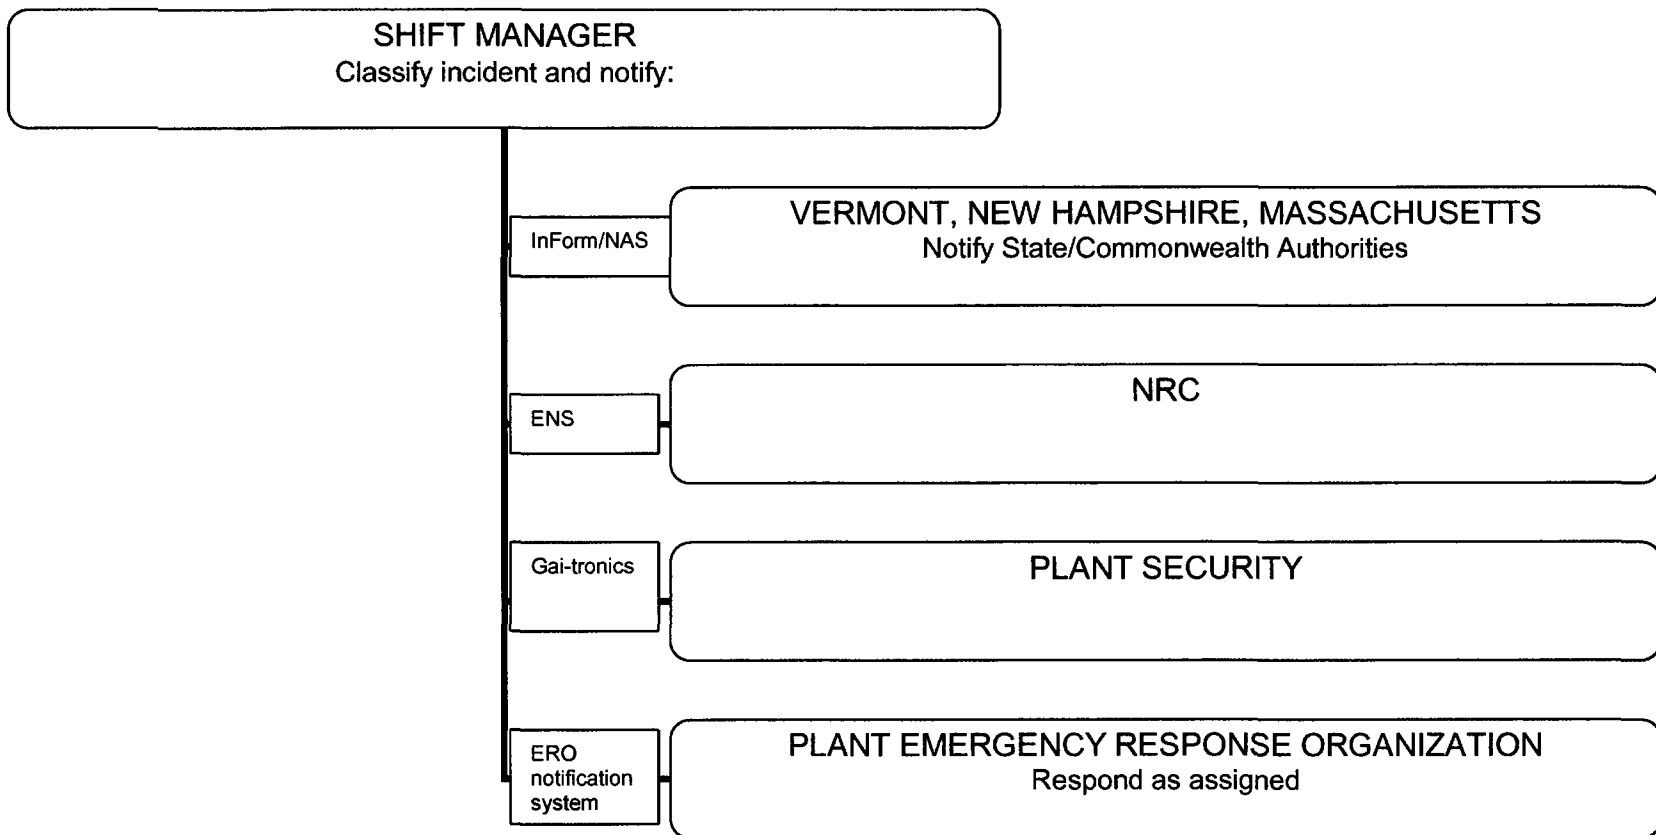 SHIFT MANAGER
Classify incident and notify:
InForm/NAS
VERMONT, NEW HAMPSHIRE, MASSACHUSETTS
Notify State/Commonwealth Authorities
ENS
NRC
Gai-tronics
PLANT SECURITY
ERO
notification
system
PLANT EMERGENCY RESPONSE ORGANIZATION
Respond as assigned